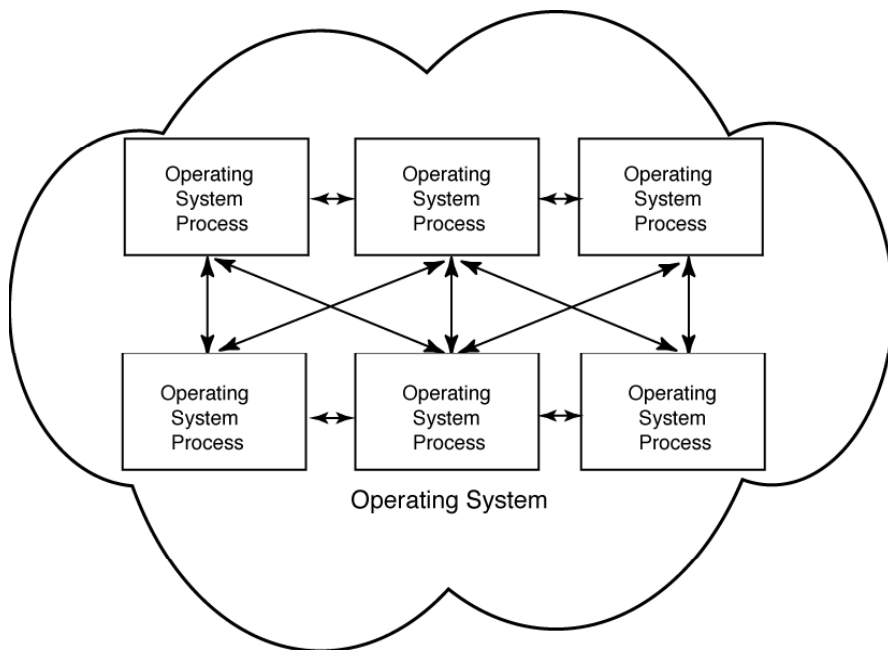 Operating
System
Process
Operating
System
Process
Operating
System
Process
Operating
System
Process
Operating
System
Process
Operating
System
Process
Operating System